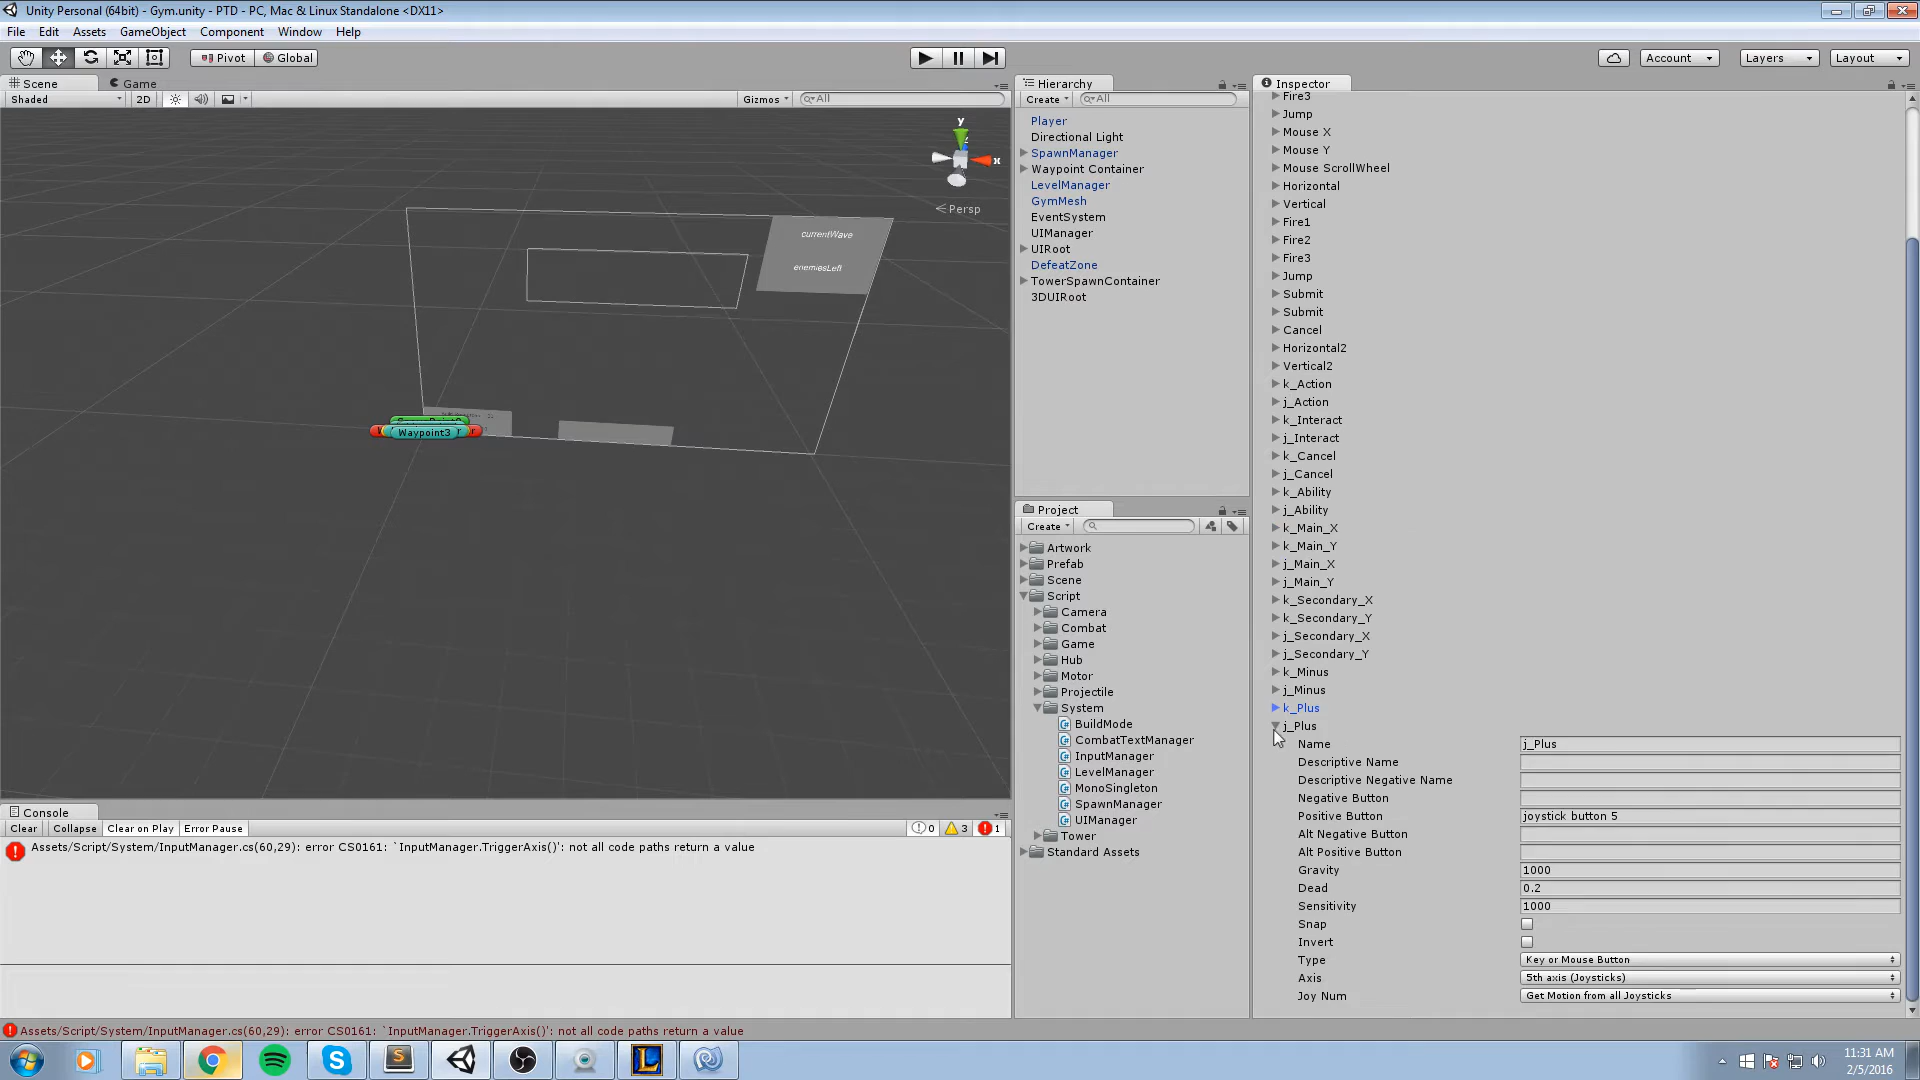 Unity Personal (64bit) - Gym.unity - PTD - PC, Mac & Linux Standalone <DX11>
File Edit Assets GameObject Component Window Help
Pivot Global Account Layers Layout
Scene Game
Shaded 2D Gizmos All
y
x
Persp
currentWave
enemiesLeft
Waypoint3
Hierarchy
Create All
Player
Directional Light
SpawnManager
Waypoint Container
LevelManager
GymMesh
EventSystem
UIManager
UIRoot
DefeatZone
TowerSpawnContainer
3DUIRoot
Project
Create
Artwork
Prefab
Scene
Script
Camera
Combat
Game
Hub
Motor
Projectile
System
BuildMode
CombatTextManager
InputManager
LevelManager
MonoSingleton
SpawnManager
UIManager
Tower
Standard Assets
Inspector
Fire3
Jump
Mouse X
Mouse Y
Mouse ScrollWheel
Horizontal
Vertical
Fire1
Fire2
Fire3
Jump
Submit
Submit
Cancel
Horizontal2
Vertical2
k_Action
j_Action
k_Interact
j_Interact
k_Cancel
j_Cancel
k_Ability
j_Ability
k_Main_X
k_Main_Y
j_Main_X
j_Main_Y
k_Secondary_X
k_Secondary_Y
j_Secondary_X
j_Secondary_Y
k_Minus
j_Minus
k_Plus
j_Plus
Name j_Plus
Descriptive Name
Descriptive Negative Name
Negative Button
Positive Button joystick button 5
Alt Negative Button
Alt Positive Button
Gravity 1000
Dead 0.2
Sensitivity 1000
Snap
Invert
Type Key or Mouse Button
Axis 5th axis (Joysticks)
Joy Num Get Motion from all Joysticks
Console
Clear Collapse Clear on Play Error Pause 0 3 1
Assets/Script/System/InputManager.cs(60,29): error CS0161: `InputManager.TriggerAxis()': not all code paths return a value
Assets/Script/System/InputManager.cs(60,29): error CS0161: `InputManager.TriggerAxis()': not all code paths return a value
11:31 AM
2/5/2016